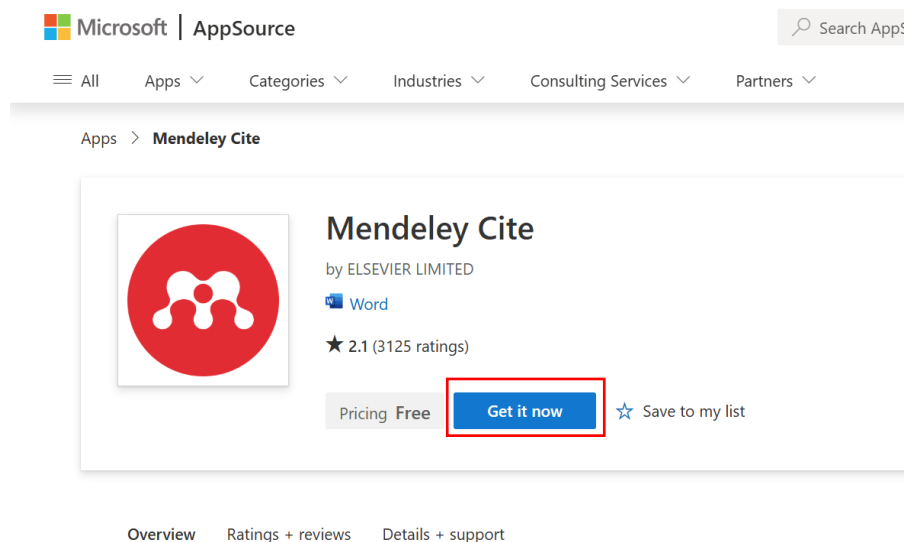 Microsoft | AppSource
Search App
All Apps Categories Industries Consulting Services Partners
Apps > Mendeley Cite
Mendeley Cite
by ELSEVIER LIMITED
Word
★ 2.1 (3125 ratings)
Pricing Free Get it now Save to my list
Overview Ratings + reviews Details + support